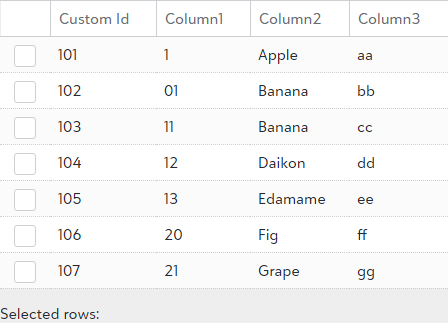 Custom Id Column1 Column2 Column3
101 1 Apple aa
102 01 Banana bb
103 11 Banana cc
104 12 Daikon dd
105 13 Edamame ee
106 20 Fig ff
107 21 Grape gg
Selected rows: